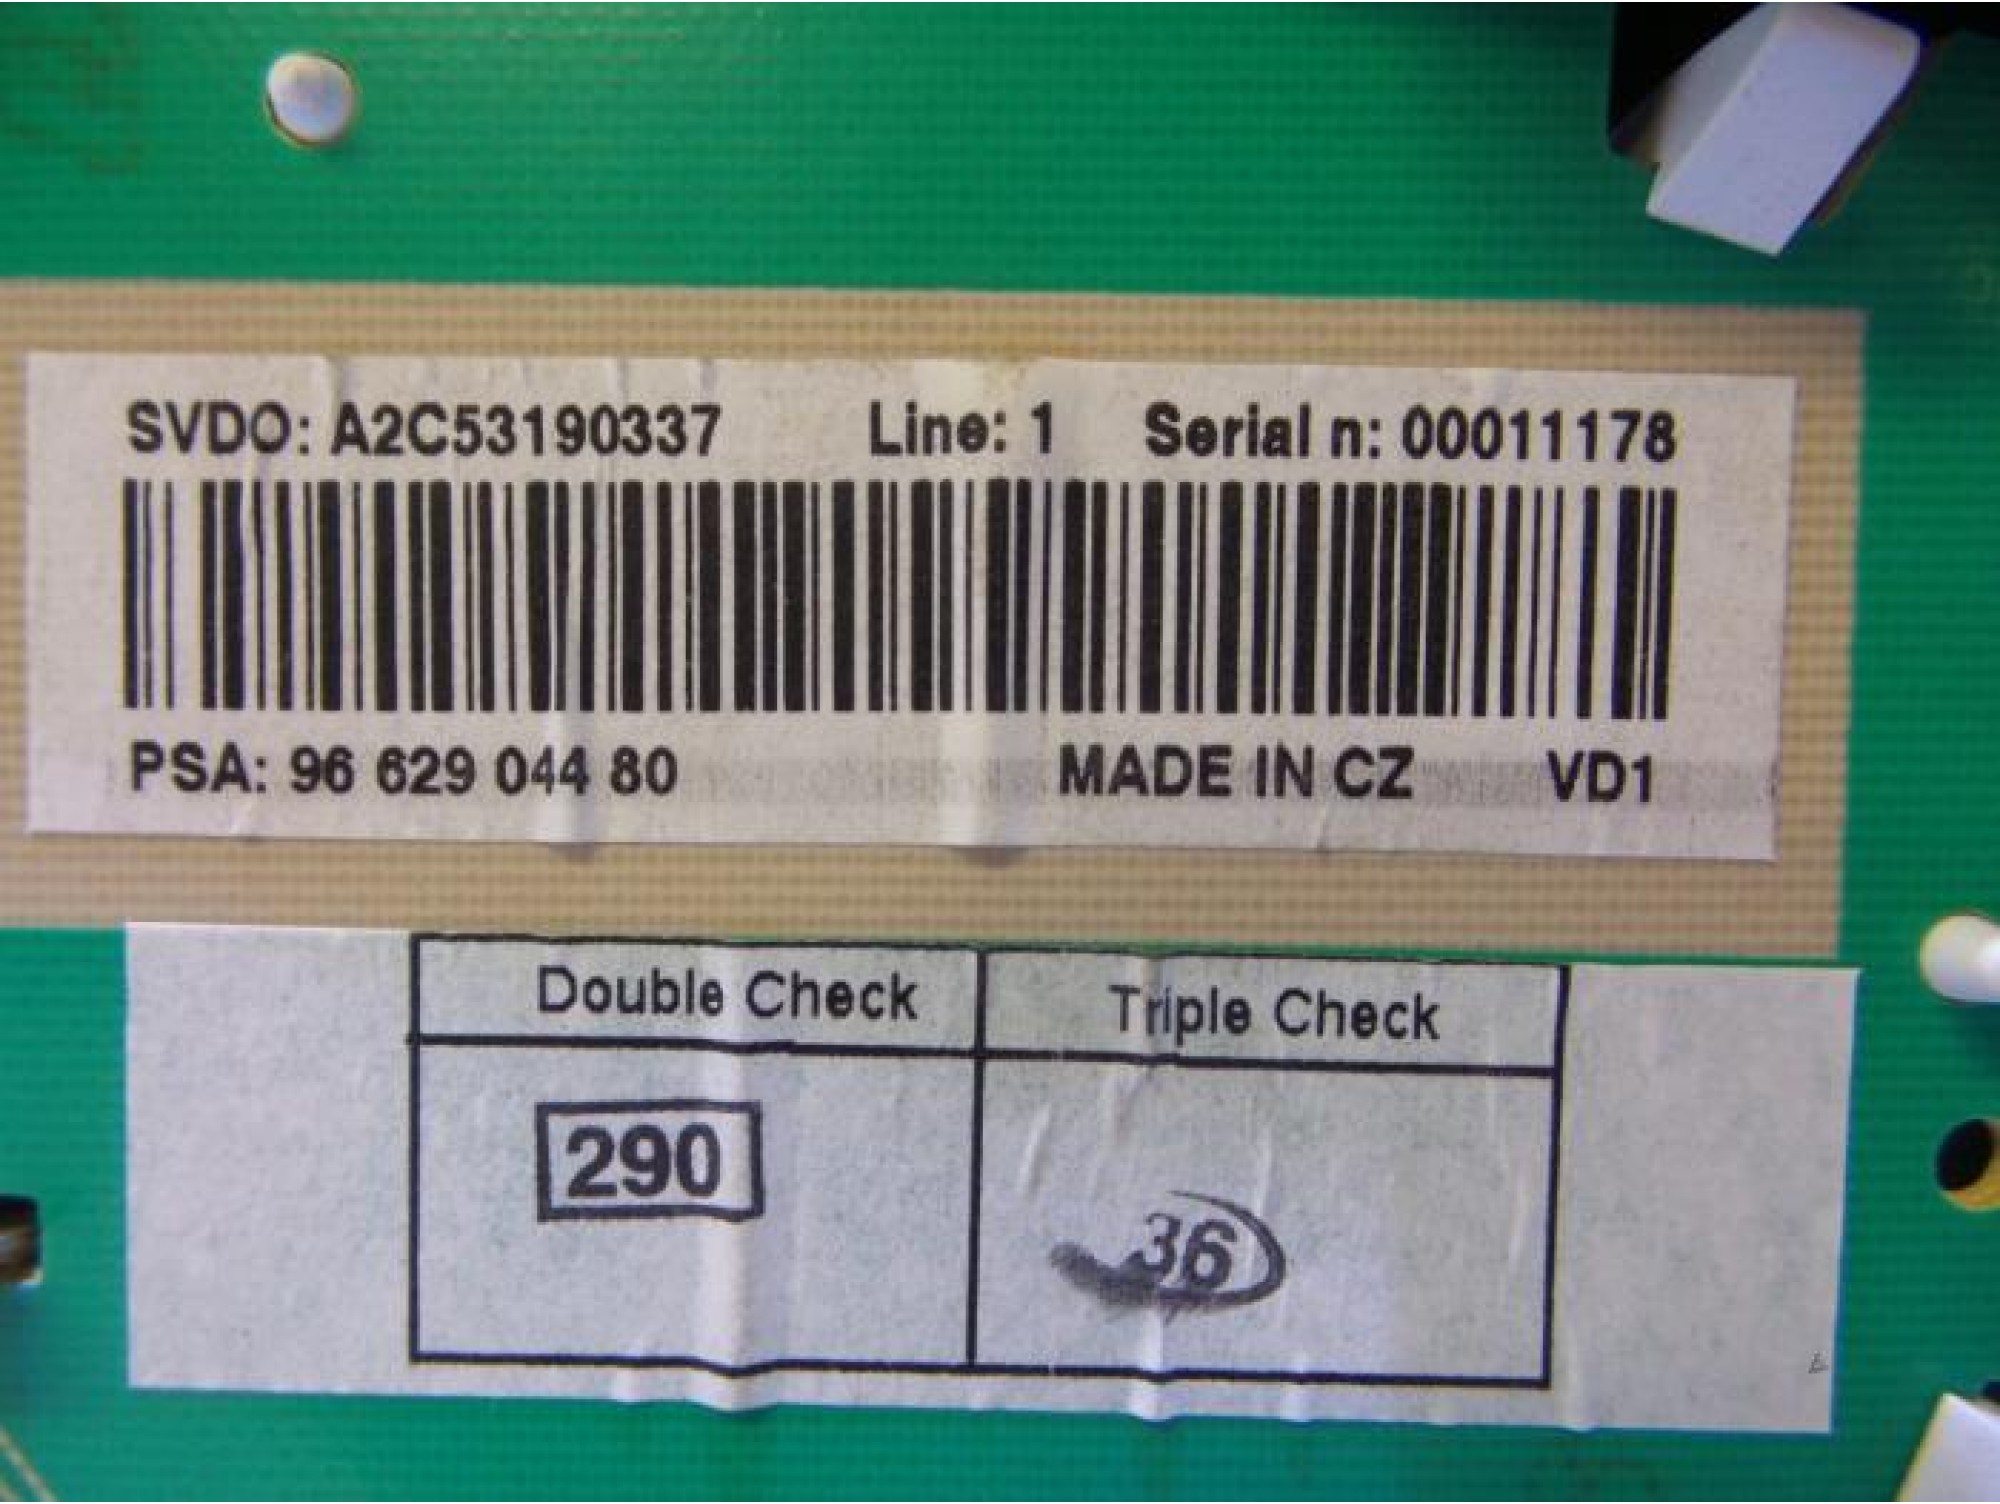 SVDO: A2C53190337 Line: 1 Serial n: 00011178
PSA: 96 629 044 80 MADE IN CZ VD1
Double Check Triple Check
290
36